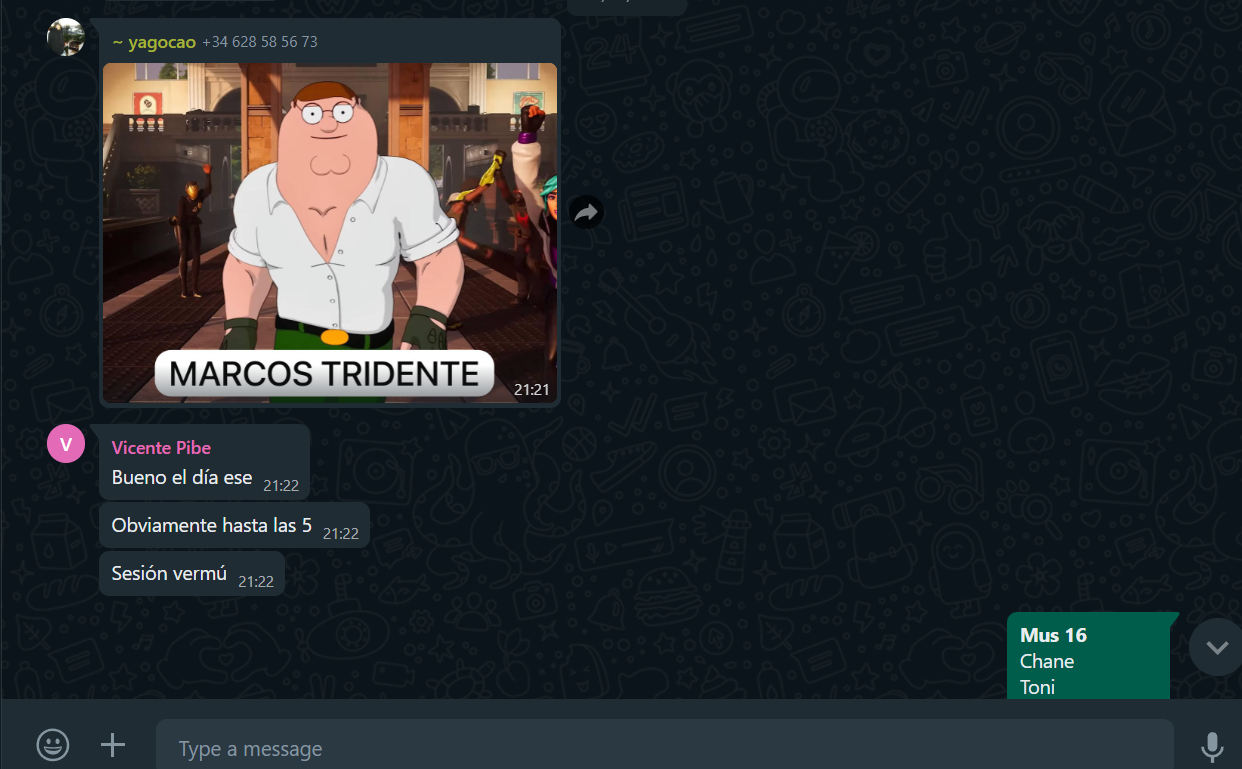 ~ yagocao +34 628 58 56 73
MARCOS TRIDENTE
21:21
V
Vicente Pibe
Bueno el día ese 21:22
Obviamente hasta las 5 21:22
Sesión vermú 21:22
Mus 16
Chane
Toni
Type a message